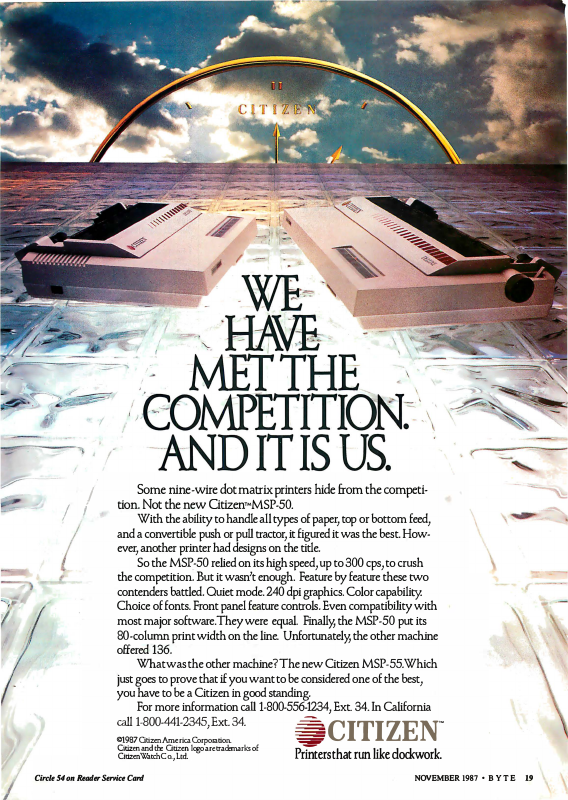 CITIZEN
CITIZEN
CITIZEN
WE
HAVE
MET THE
COMPETITION.
AND IT IS US.
Some nine-wire dot matrix printers hide from the competi-
tion. Not the new Citizen™ MSP-50.
With the ability to handle all types of paper, top or bottom feed,
and a convertible push or pull tractor, it figured it was the best. How-
ever, another printer had designs on the title.
So the MSP-50 relied on its high speed, up to 300 cps, to crush
the competition. But it wasn't enough. Feature by feature these two
contenders battled. Quiet mode. 240 dpi graphics. Color capability.
Choice of fonts. Front panel feature controls. Even compatibility with
most major software. They were equal. Finally, the MSP-50 put its
80-column print width on the line. Unfortunately, the other machine
offered 136.
What was the other machine? The new Citizen MSP-55. Which
just goes to prove that if you want to be considered one of the best,
you have to be a Citizen in good standing.
For more information call 1-800-556-1234, Ext. 34. In California
call 1-800-441-2345, Ext. 34.
©1987 Citizen America Corporation.
Citizen and the Citizen logo are trademarks of
Citizen Watch Co., Ltd.
CITIZEN™
Printers that run like clockwork.
Circle 54 on Reader Service Card
NOVEMBER 1987 • BYTE 19